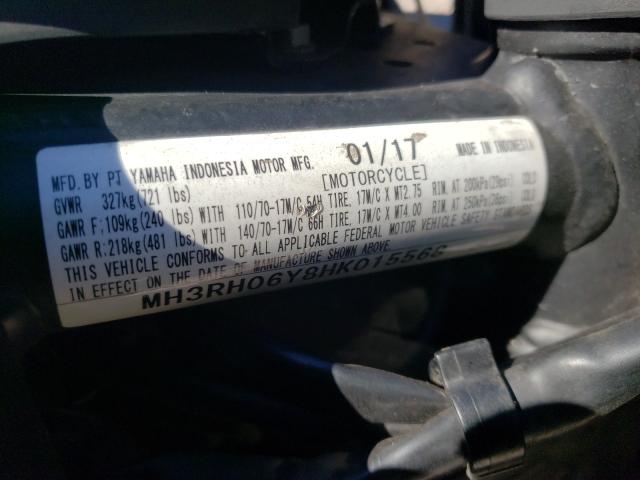 MFD. BY PT YAMAHA INDONESIA MOTOR MFG. 01/17 MADE IN INDONESIA
GVWR 327kg(721 lbs) [MOTORCYCLE]
GAWR F:109kg(240 lbs) WITH 110/70-17M/C 54H TIRE, 17M/C X MT2.75 RIM AT 200kPa(29psi) COLD
GAWR R:218kg(481 lbs) WITH 140/70-17M/C 66H TIRE, 17M/C X MT4.00 RIM AT 250kPa(36psi) COLD
THIS VEHICLE CONFORMS TO ALL APPLICABLE FEDERAL MOTOR VEHICLE SAFETY STANDARDS
IN EFFECT ON THE DATE OF MANUFACTURE SHOWN ABOVE.
MH3RH06Y8HK015568